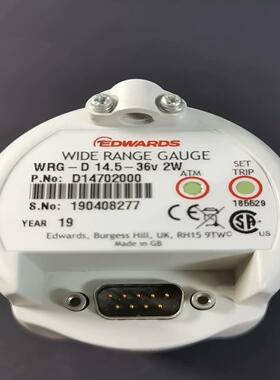 EDWARDS
WIDE RANGE GAUGE
WRG-D 14.5-36v 2W
P.No: D14702000
ATM
SET
TRIP
S.No: 190408277
185529
YEAR 19
Edwards, Burgess Hill, UK, RH15 9TW
Made in GB